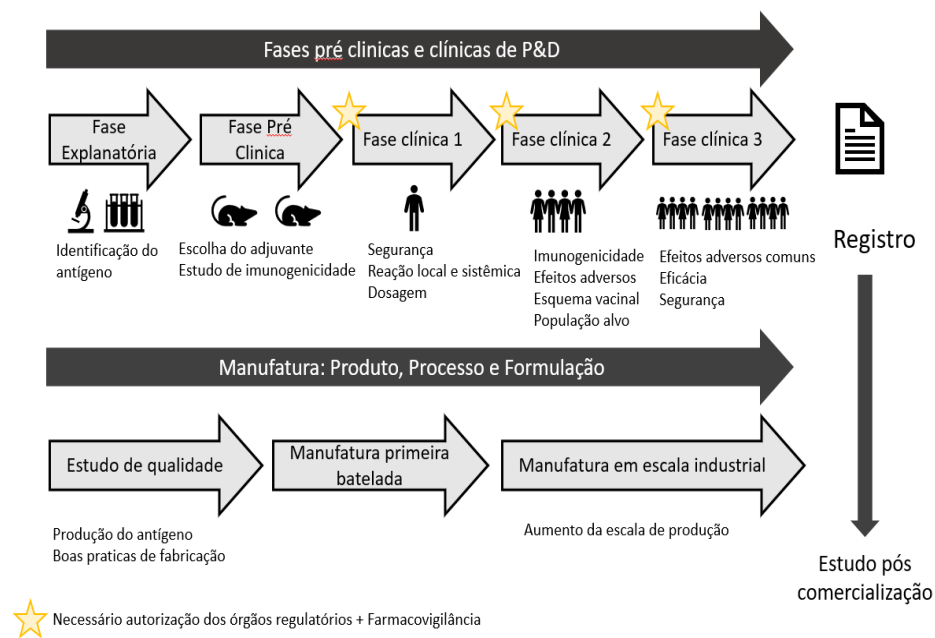 Fases pré clinicas e clínicas de P&D
Fase
Explanatória
Fase Pré
Clinica
Fase clínica 1
Fase clínica 2
Fase clínica 3
Identificação do
antígeno
Escolha do adjuvante
Estudo de imunogenicidade
Segurança
Reação local e sistêmica
Dosagem
Imunogenicidade
Efeitos adversos
Esquema vacinal
População alvo
Efeitos adversos comuns
Eficácia
Segurança
Registro
Manufatura: Produto, Processo e Formulação
Estudo de qualidade
Manufatura primeira
batelada
Manufatura em escala industrial
Produção do antígeno
Boas praticas de fabricação
Aumento da escala de produção
Estudo pós
comercialização
Necessário autorização dos órgãos regulatórios + Farmacovigilância